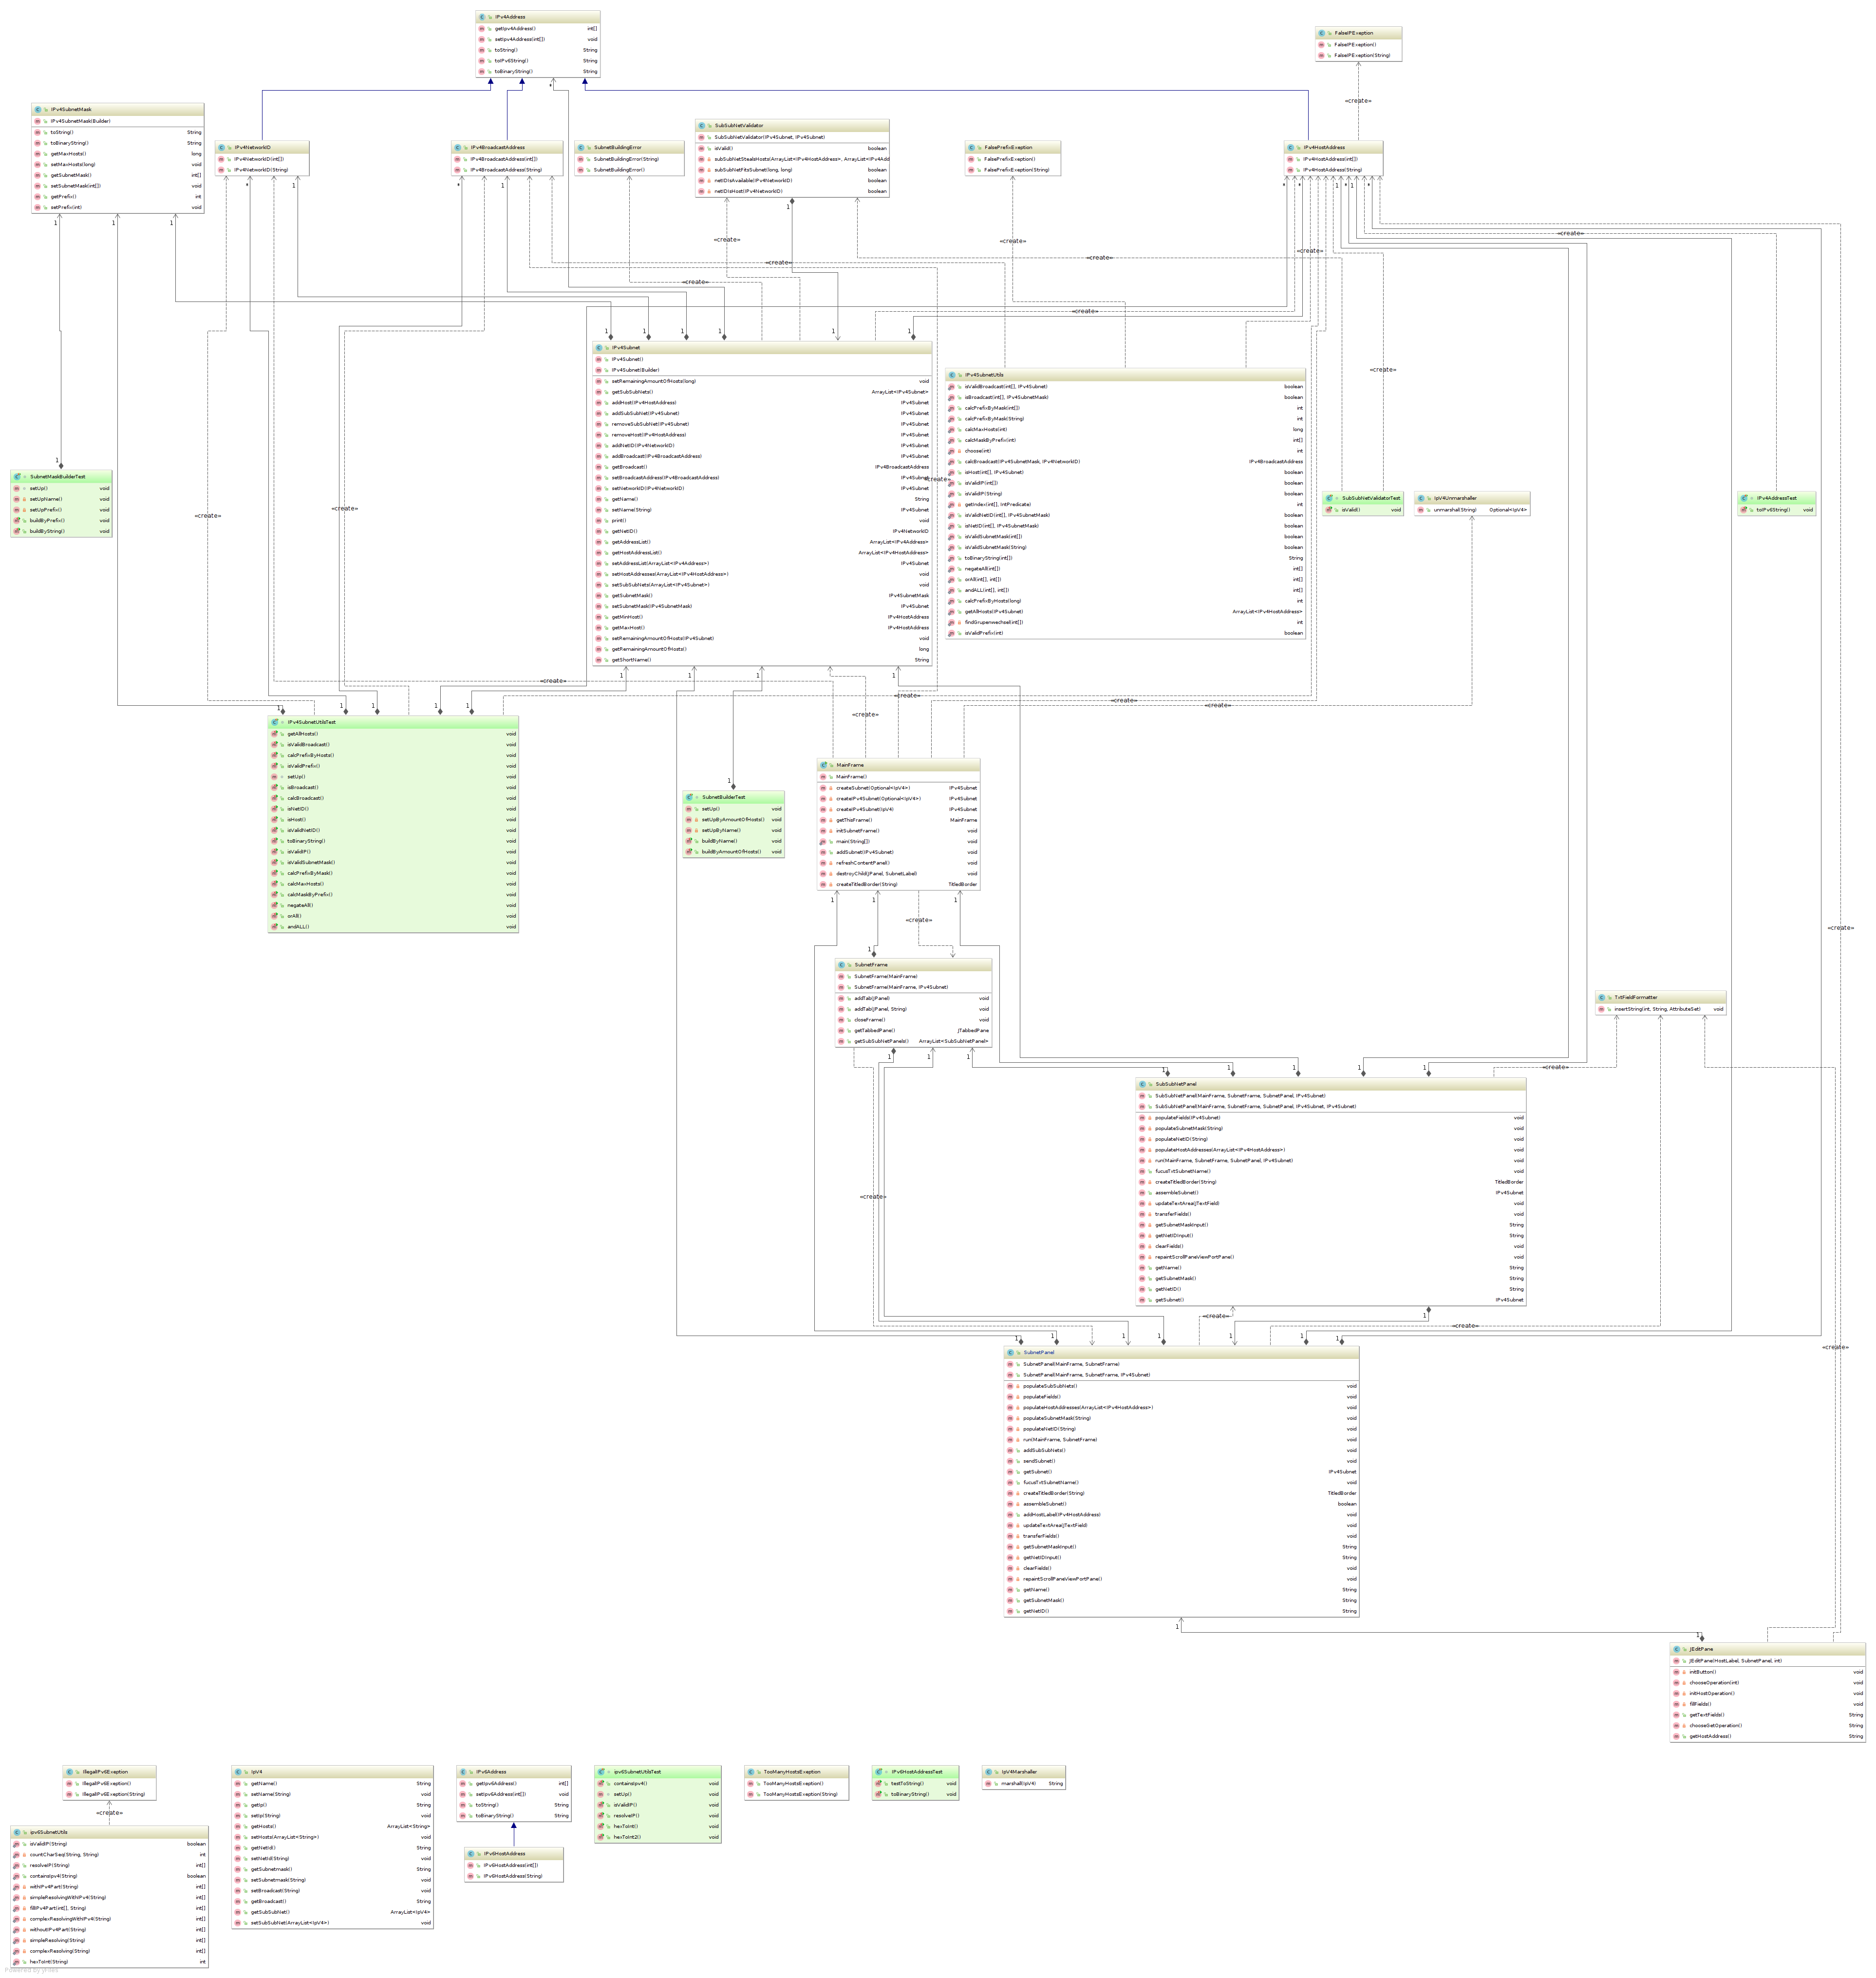 IPv4Address
getIpv4Address() int[]
setIpv4Address(int[]) void
toString() String
toIPv6String() String
toBinaryString() String
FalseIPExeption
FalseIPExeption()
FalseIPExeption(String)
IPv4SubnetMask
IPv4SubnetMask(Builder)
toString() String
toBinaryString() String
getMaxHosts() long
setMaxHosts(long) void
getSubnetMask() int[]
setSubnetMask(int[]) void
getPrefix() int
setPrefix(int) void
IPv4NetworkID
IPv4NetworkID(int[])
IPv4NetworkID(String)
IPv4BroadcastAddress
IPv4BroadcastAddress(int[])
IPv4BroadcastAddress(String)
SubnetBuildingError
SubnetBuildingError(String)
SubnetBuildingError()
SubSubNetValidator
SubSubNetValidator(IPv4Subnet, IPv4Subnet)
isValid() boolean
subSubNetStealsHosts(ArrayList<IPv4HostAddress>, ArrayList<IPv4Add
subSubNetFitsSubnet(long, long) boolean
netIDIsAvailable(IPv4NetworkID) boolean
netIDIsHost(IPv4NetworkID) boolean
FalsePrefixExeption
FalsePrefixExeption()
FalsePrefixExeption(String)
IPv4HostAddress
IPv4HostAddress(int[])
IPv4HostAddress(String)
IPv4Subnet
IPv4Subnet()
IPv4Subnet(Builder)
setRemainingAmountOfHosts(long) void
getSubSubNets() ArrayList<IPv4Subnet>
addHost(IPv4HostAddress) IPv4Subnet
addSubSubNet(IPv4Subnet) IPv4Subnet
removeSubSubNet(IPv4Subnet) IPv4Subnet
removeHost(IPv4HostAddress) IPv4Subnet
addNetID(IPv4NetworkID) IPv4Subnet
addBroadcast(IPv4BroadcastAddress) IPv4Subnet
getBroadcast() IPv4BroadcastAddress
setBroadcastAddress(IPv4BroadcastAddress) IPv4Subnet
setNetworkID(IPv4NetworkID) IPv4Subnet
getName() String
setName(String) IPv4Subnet
print() void
getNetID() IPv4NetworkID
getAddressList() ArrayList<IPv4Address>
getHostAddressList() ArrayList<IPv4HostAddress>
setAddressList(ArrayList<IPv4Address>) IPv4Subnet
setHostAddresses(ArrayList<IPv4HostAddress>) void
setSubSubNets(ArrayList<IPv4Subnet>) void
getSubnetMask() IPv4SubnetMask
setSubnetMask(IPv4SubnetMask) IPv4Subnet
getMinHost() IPv4HostAddress
getMaxHost() IPv4HostAddress
setRemainingAmountOfHosts(IPv4Subnet) void
getRemainingAmountOfHosts() long
getShortName() String
IPv4SubnetUtils
isValidBroadcast(int[], IPv4Subnet) boolean
isBroadcast(int[], IPv4SubnetMask) boolean
calcPrefixByMask(int[]) int
calcPrefixByMask(String) int
calcMaxHosts(int) long
calcMaskByPrefix(int) int[]
choose(int) int
calcBroadcast(IPv4SubnetMask, IPv4NetworkID) IPv4BroadcastAddress
isHost(int[], IPv4Subnet) boolean
isValidIP(int[]) boolean
isValidIP(String) boolean
getIndex(int[], IntPredicate) int
isValidNetID(int[], IPv4SubnetMask) boolean
isNetID(int[], IPv4SubnetMask) boolean
isValidSubnetMask(int[]) boolean
isValidSubnetMask(String) boolean
toBinaryString(int[]) String
negateAll(int[]) int[]
orAll(int[], int[]) int[]
andALL(int[], int[]) int[]
calcPrefixByHosts(long) int
getAllHosts(IPv4Subnet) ArrayList<IPv4HostAddress>
findGrupenwechsel(int[]) int
isValidPrefix(int) boolean
SubnetMaskBuilderTest
setUp() void
setUpName() void
setUpPrefix() void
buildByPrefix() void
buildByString() void
SubSubNetValidatorTest
isValid() void
IpV4Unmarshaller
unmarshal(String) Optional<IpV4>
IPv4AddressTest
toIPv6String() void
IPv4SubnetUtilsTest
getAllHosts() void
isValidBroadcast() void
calcPrefixByHosts() void
isValidPrefix() void
setUp() void
isBroadcast() void
calcBroadcast() void
isNetID() void
isHost() void
isValidNetID() void
toBinaryString() void
isValidIP() void
isValidSubnetMask() void
calcPrefixByMask() void
calcMaxHosts() void
calcMaskByPrefix() void
negateAll() void
orAll() void
andALL() void
SubnetBuilderTest
setUp() void
setUpByAmountOfHosts() void
setUpByName() void
buildByName() void
buildByAmountOfHosts() void
MainFrame
MainFrame()
createSubnet(Optional<IpV4>) IPv4Subnet
createIPv4Subnet(Optional<IpV4>) IPv4Subnet
createIPv4Subnet(IpV4) IPv4Subnet
getThisFrame() MainFrame
initSubnetFrame() void
main(String[]) void
addSubnet(IPv4Subnet) void
refreshContentPanel() void
destroyChild(JPanel, SubnetLabel) void
createTitledBorder(String) TitledBorder
SubnetFrame
SubnetFrame(MainFrame)
SubnetFrame(MainFrame, IPv4Subnet)
addTab(JPanel) void
addTab(JPanel, String) void
closeFrame() void
getTabbedPane() JTabbedPane
getSubSubNetPanels() ArrayList<SubSubNetPanel>
TxtFieldFormatter
insertString(int, String, AttributeSet) void
SubSubNetPanel
SubSubNetPanel(MainFrame, SubnetFrame, SubnetPanel, IPv4Subnet)
SubSubNetPanel(MainFrame, SubnetFrame, SubnetPanel, IPv4Subnet, IPv4Subnet)
populateFields(IPv4Subnet) void
populateSubnetMask(String) void
populateNetID(String) void
populateHostAddresses(ArrayList<IPv4HostAddress>) void
run(MainFrame, SubnetFrame, SubnetPanel, IPv4Subnet) void
fucusTxtSubnetName() void
createTitledBorder(String) TitledBorder
assembleSubnet() IPv4Subnet
updateTextArea(JTextField) void
transferFields() void
getSubnetMaskInput() String
getNetIDInput() String
clearFields() void
repaintScrollPaneViewPortPane() void
getName() String
getSubnetMask() String
getNetID() String
getSubnet() IPv4Subnet
SubnetPanel
SubnetPanel(MainFrame, SubnetFrame)
SubnetPanel(MainFrame, SubnetFrame, IPv4Subnet)
populateSubSubNets() void
populateFields() void
populateHostAddresses(ArrayList<IPv4HostAddress>) void
populateSubnetMask(String) void
populateNetID(String) void
run(MainFrame, SubnetFrame) void
addSubSubNets() void
sendSubnet() void
getSubnet() IPv4Subnet
fucusTxtSubnetName() void
createTitledBorder(String) TitledBorder
assembleSubnet() boolean
addHostLabel(IPv4HostAddress) void
updateTextArea(JTextField) void
transferFields() void
getSubnetMaskInput() String
getNetIDInput() String
clearFields() void
repaintScrollPaneViewPortPane() void
getName() String
getSubnetMask() String
getNetID() String
JEditPane
JEditPane(HostLabel, SubnetPanel, int)
initButton() void
chooseOperation(int) void
initHostOperation() void
fillFields() void
getTextFields() String
chooseGetOperation() String
getHostAddress() String
IllegalIPv6Exeption
IllegalIPv6Exeption()
IllegalIPv6Exeption(String)
«create»
ipv6SubnetUtils
isValidIP(String) boolean
countCharSeq(String, String) int
resolveIP(String) int[]
containsIpv4(String) boolean
withIPv4Part(String) int[]
simpleResolvingWithIPv4(String) int[]
fillIPv4Part(int[], String) int[]
complexResolvingWithIPv4(String) int[]
withoutIPv4Part(String) int[]
simpleResolving(String) int[]
complexResolving(String) int[]
hexToInt(String) int
IpV4
getName() String
setName(String) void
getIp() String
setIp(String) void
getHosts() ArrayList<String>
setHosts(ArrayList<String>) void
getNetId() String
setNetId(String) void
getSubnetmask() String
setSubnetmask(String) void
setBroadcast(String) void
getBroadcast() String
getSubSubNet() ArrayList<IpV4>
setSubSubNet(ArrayList<IpV4>) void
IPv6Address
getIpv6Address() int[]
setIpv6Address(int[]) void
toString() String
toBinaryString() String
IPv6HostAddress
IPv6HostAddress(int[])
IPv6HostAddress(String)
ipv6SubnetUtilsTest
containsIpv4() void
setUp() void
isValidIP() void
resolveIP() void
hexToInt() void
hexToInt2() void
TooManyHostsExeption
TooManyHostsExeption()
TooManyHostsExeption(String)
IPv6HostAddressTest
testToString() void
toBinaryString() void
IpV4Marshaller
marshall(IpV4) String
Powered by yFiles